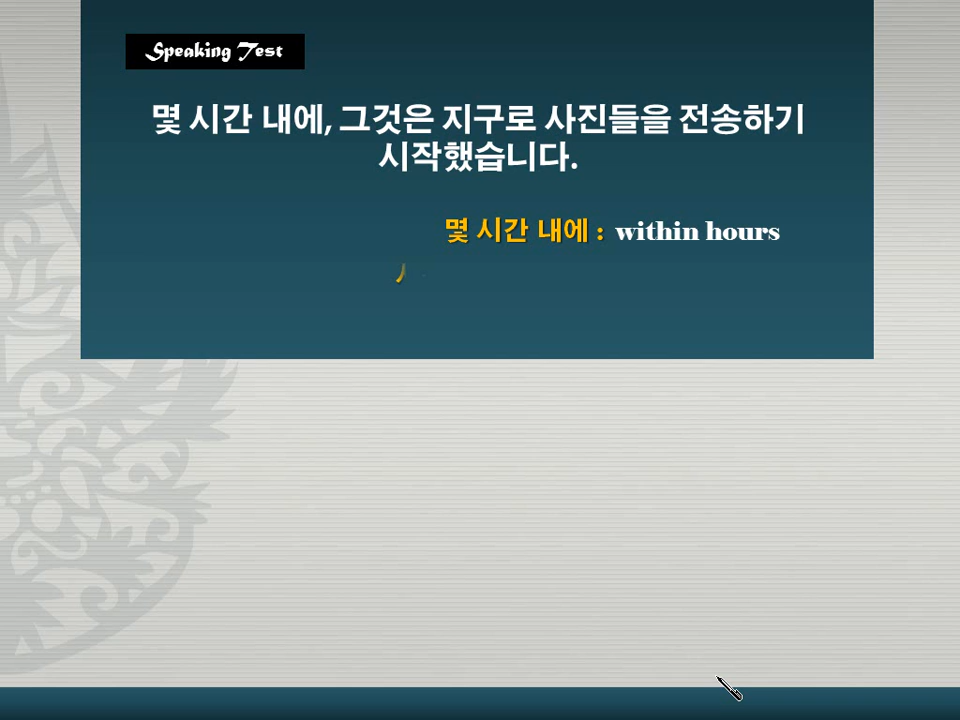 Speaking Test
몇 시간 내에, 그것은 지구로 사진들을 전송하기
시작했습니다.
몇 시간 내에 : within hours